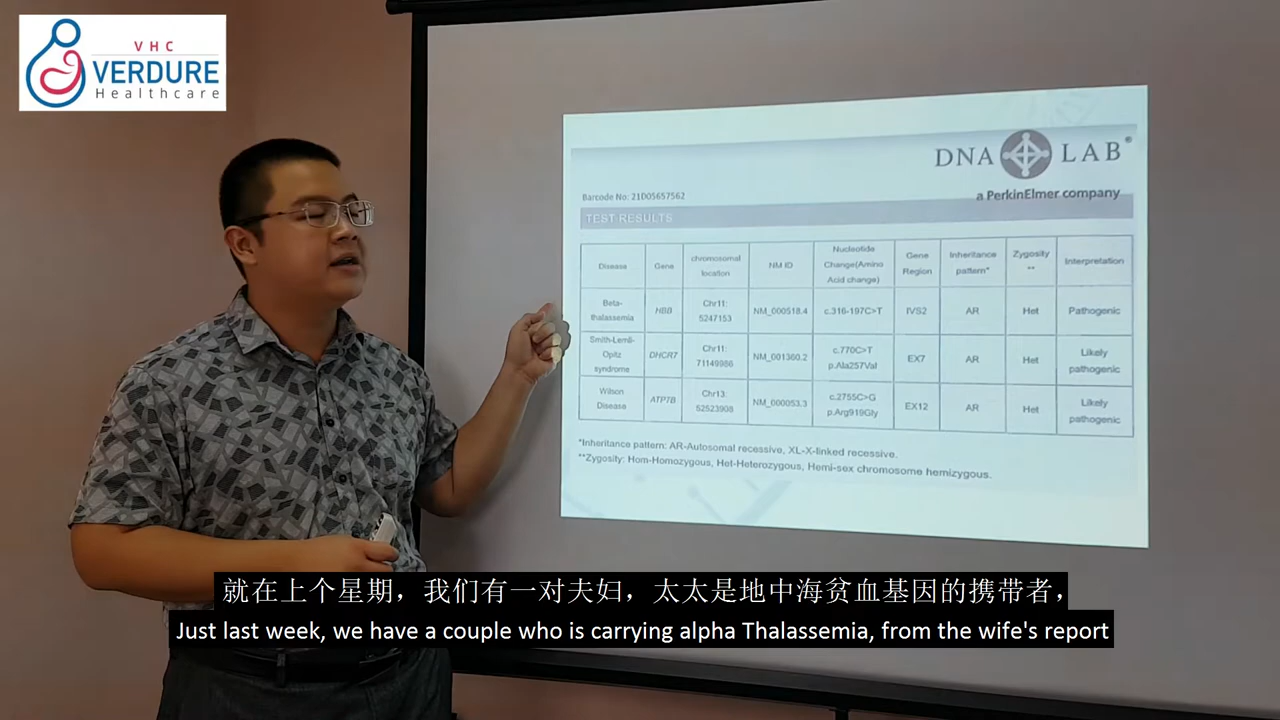 VHC
VERDURE
Healthcare
DNA LAB®
a PerkinElmer company
Barcode No: 21D05657562
TEST RESULTS
Disease Gene chromosomal location NM ID Nucleotide Change(Amino Acid change) Gene Region Inheritance pattern* Zygosity ** Interpretation
Beta-thalassemia HBB Chr11: 5247153 NM_000518.4 c.316-197C>T IVS2 AR Het Pathogenic
Smith-Lemli-Opitz syndrome DHCR7 Chr11: 71149986 NM_001360.2 c.770C>T p.Ala257Val EX7 AR Het Likely pathogenic
Wilson Disease ATP7B Chr13: 52523908 NM_000053.3 c.2755C>G p.Arg919Gly EX12 AR Het Likely pathogenic
*Inheritance pattern: AR-Autosomal recessive, XL-X-linked recessive.
**Zygosity: Hom-Homozygous, Het-Heterozygous, Hemi-sex chromosome hemizygous.
就在上个星期，我们有一对夫妇，太太是地中海贫血基因的携带者，
Just last week, we have a couple who is carrying alpha Thalassemia, from the wife's report